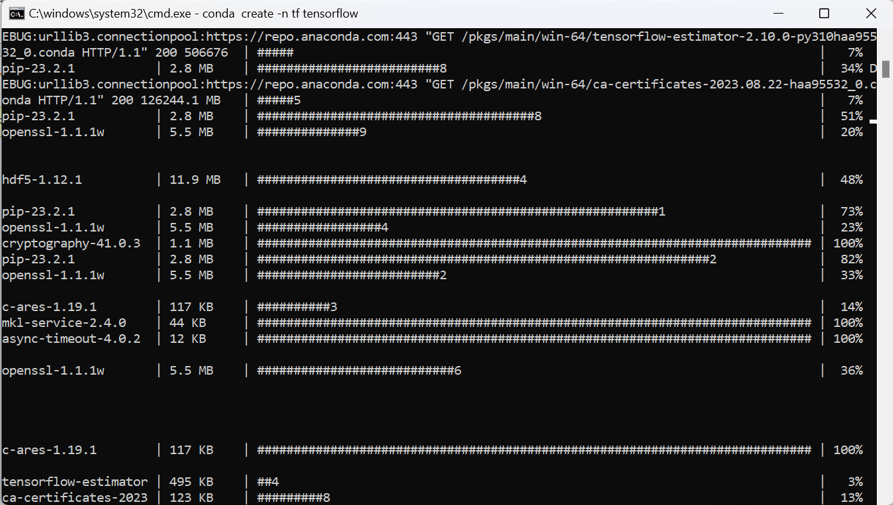 C:\windows\system32\cmd.exe - conda  create -n tf tensorflow
EBUG:urllib3.connectionpool:https://repo.anaconda.com:443 "GET /pkgs/main/win-64/tensorflow-estimator-2.10.0-py310haa955
32_0.conda HTTP/1.1" 200 506676  | #####                                                                       |   7%
pip-23.2.1           | 2.8 MB    | #########################8                                                  |  34% D
EBUG:urllib3.connectionpool:https://repo.anaconda.com:443 "GET /pkgs/main/win-64/ca-certificates-2023.08.22-haa95532_0.c
onda HTTP/1.1" 200 126244.1 MB   | #####5                                                                      |   7%
pip-23.2.1           | 2.8 MB    | ######################################8                                     |  51%
openssl-1.1.1w       | 5.5 MB    | ##############9                                                             |  20%
hdf5-1.12.1          | 11.9 MB   | ####################################4                                       |  48%
pip-23.2.1           | 2.8 MB    | #######################################################1                    |  73%
openssl-1.1.1w       | 5.5 MB    | #################4                                                          |  23%
cryptography-41.0.3  | 1.1 MB    | ############################################################################ | 100%
pip-23.2.1           | 2.8 MB    | ##############################################################2             |  82%
openssl-1.1.1w       | 5.5 MB    | #########################2                                                  |  33%
c-ares-1.19.1        | 117 KB    | ##########3                                                                 |  14%
mkl-service-2.4.0    | 44 KB     | ############################################################################ | 100%
async-timeout-4.0.2  | 12 KB     | ############################################################################ | 100%
openssl-1.1.1w       | 5.5 MB    | ###########################6                                                |  36%
c-ares-1.19.1        | 117 KB    | ############################################################################ | 100%
tensorflow-estimator | 495 KB    | ##4                                                                         |   3%
ca-certificates-2023 | 123 KB    | #########8                                                                  |  13%